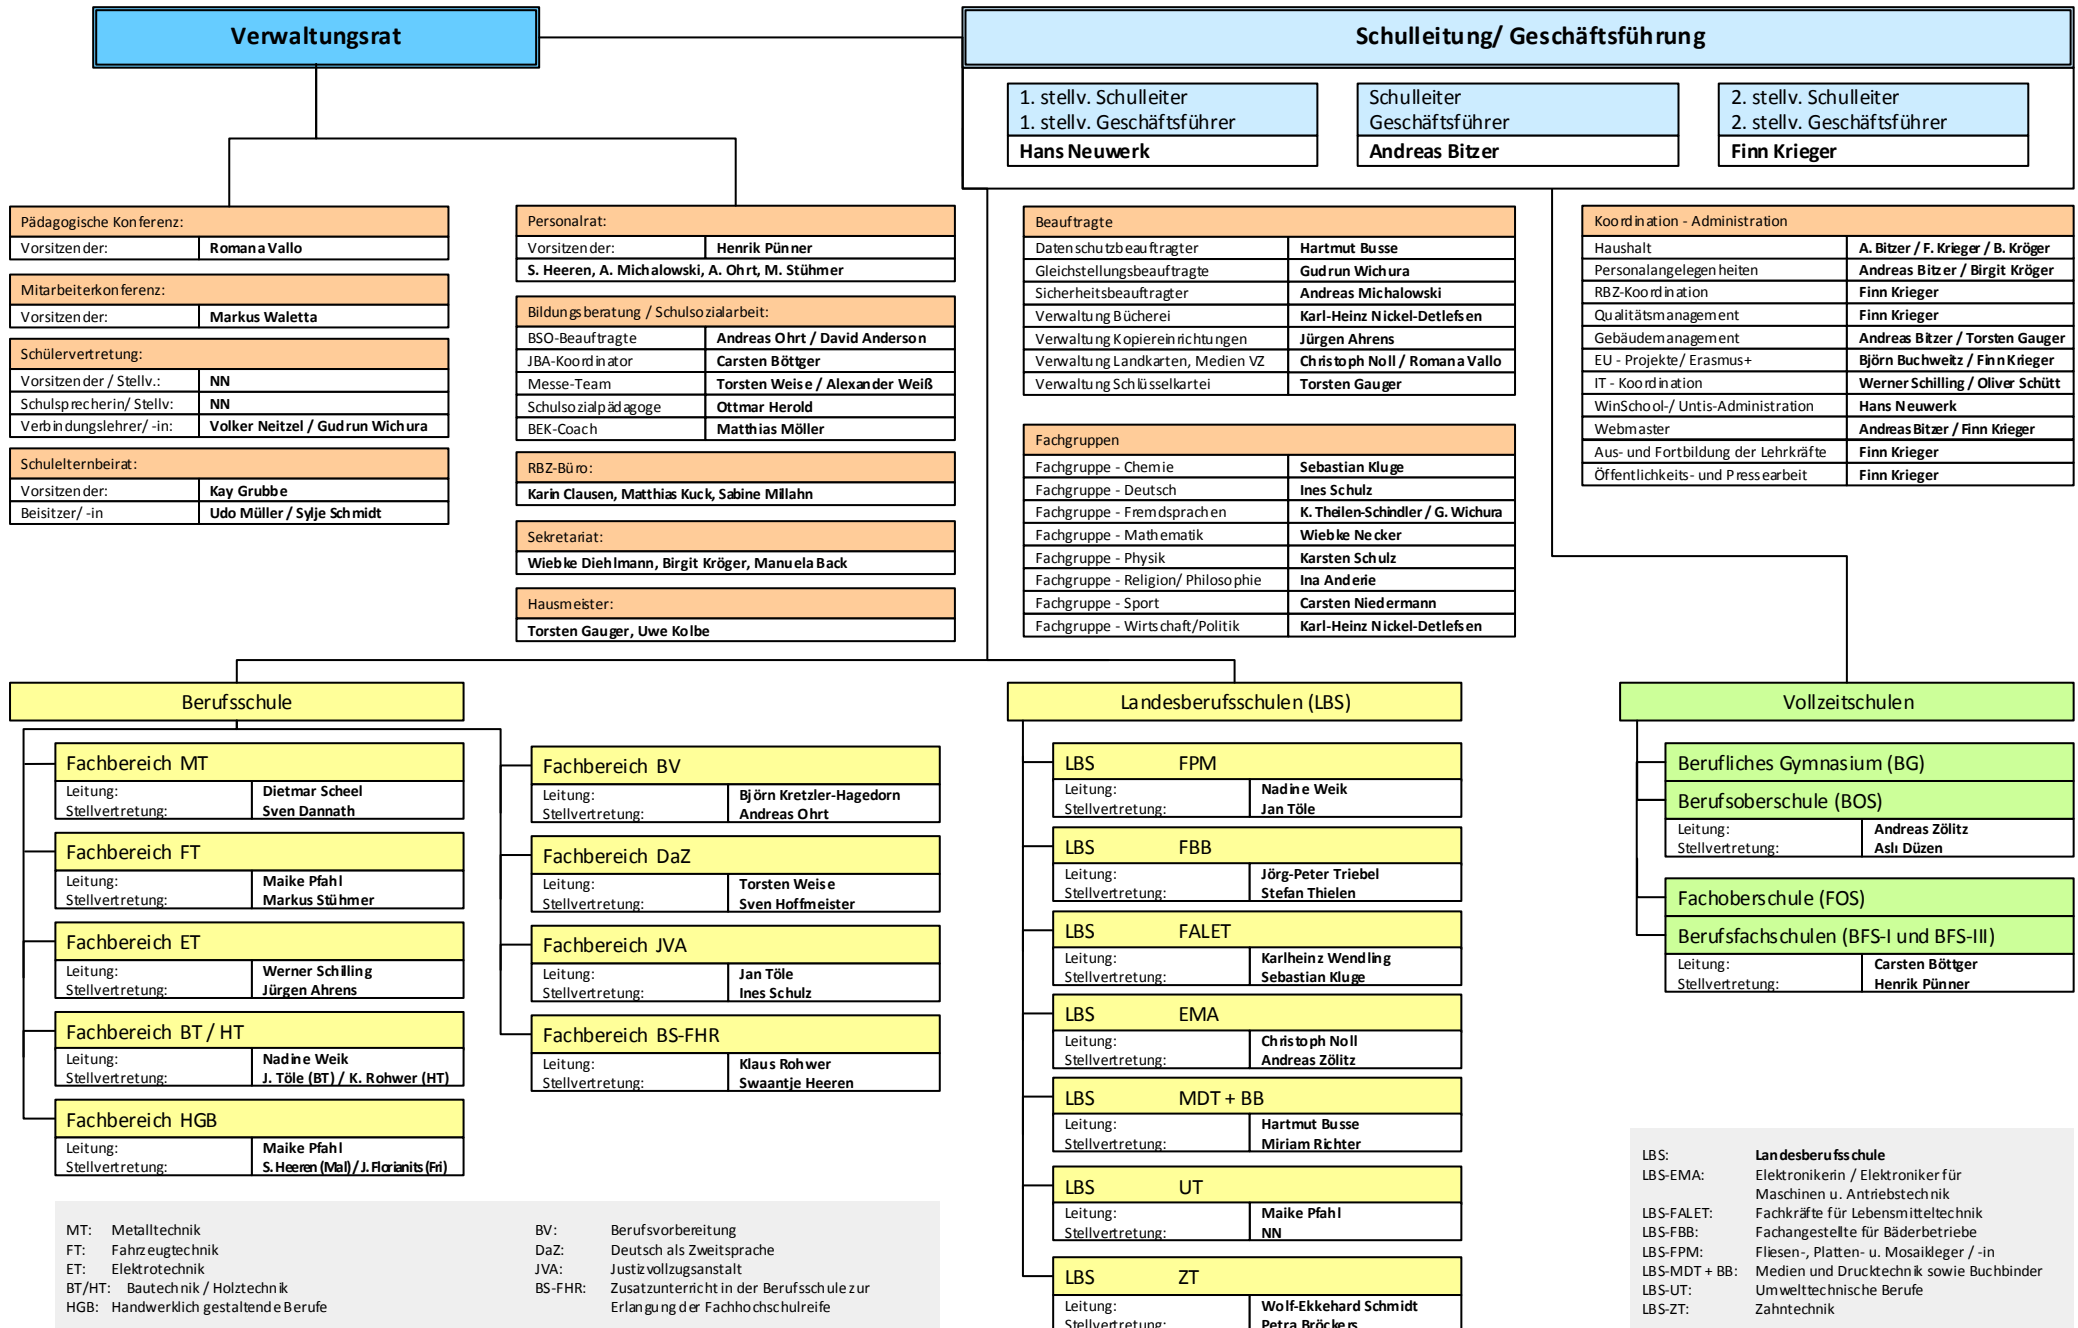 Verwaltungsrat
Schulleitung/ Geschäftsführung
1. stellv. Schulleiter
1. stellv. Geschäftsführer
Hans Neuwerk
Schulleiter
Geschäftsführer
Andreas Bitzer
2. stellv. Schulleiter
2. stellv. Geschäftsführer
Finn Krieger
Pädagogische Konferenz:
Vorsitzender: Romana Vallo
Mitarbeiterkonferenz:
Vorsitzender: Markus Waletta
Schülervertretung:
Vorsitzender / Stellv.: NN
Schulsprecherin/ Stellv: NN
Verbindungslehrer/ -in: Volker Neitzel / Gudrun Wichura
Schulelternbeirat:
Vorsitzender: Kay Grubbe
Beisitzer/ -in Udo Müller / Sylje Schmidt
Personalrat:
Vorsitzender: Henrik Pünner
S. Heeren, A. Michalowski, A. Ohrt, M. Stühmer
Bildungsberatung / Schulsozialarbeit:
BSO-Beauftragte Andreas Ohrt / David Anderson
JBA-Koordinator Carsten Böttger
Messe-Team Torsten Weise / Alexander Weiß
Schulsozialpädagoge Ottmar Herold
BEK-Coach Matthias Möller
RBZ-Büro:
Karin Clausen, Matthias Kuck, Sabine Millahn
Sekretariat:
Wiebke Diehlmann, Birgit Kröger, Manuela Back
Hausmeister:
Torsten Gauger, Uwe Kolbe
Beauftragte
Datenschutzbeauftragter Hartmut Busse
Gleichstellungsbeauftragte Gudrun Wichura
Sicherheitsbeauftragter Andreas Michalowski
Verwaltung Bücherei Karl-Heinz Nickel-Detlefsen
Verwaltung Kopiereinrichtungen Jürgen Ahrens
Verwaltung Landkarten, Medien VZ Christoph Noll / Romana Vallo
Verwaltung Schlüsselkartei Torsten Gauger
Fachgruppen
Fachgruppe - Chemie Sebastian Kluge
Fachgruppe - Deutsch Ines Schulz
Fachgruppe - Fremdsprachen K. Theilen-Schindler / G. Wichura
Fachgruppe - Mathematik Wiebke Necker
Fachgruppe - Physik Karsten Schulz
Fachgruppe - Religion/ Philosophie Ina Anderie
Fachgruppe - Sport Carsten Niedermann
Fachgruppe - Wirtschaft/Politik Karl-Heinz Nickel-Detlefsen
Koordination - Administration
Haushalt A. Bitzer / F. Krieger / B. Kröger
Personalangelegenheiten Andreas Bitzer / Birgit Kröger
RBZ-Koordination Finn Krieger
Qualitätsmanagement Finn Krieger
Gebäudemanagement Andreas Bitzer / Torsten Gauger
EU - Projekte/ Erasmus+ Björn Buchweitz / Finn Krieger
IT - Koordination Werner Schilling / Oliver Schütt
WinSchool-/ Untis-Administration Hans Neuwerk
Webmaster Andreas Bitzer / Finn Krieger
Aus- und Fortbildung der Lehrkräfte Finn Krieger
Öffentlichkeits- und Pressearbeit Finn Krieger
Berufsschule
Fachbereich MT
Leitung: Dietmar Scheel
Stellvertretung: Sven Dannath
Fachbereich FT
Leitung: Maike Pfahl
Stellvertretung: Markus Stühmer
Fachbereich ET
Leitung: Werner Schilling
Stellvertretung: Jürgen Ahrens
Fachbereich BT / HT
Leitung: Nadine Weik
Stellvertretung: J. Töle (BT) / K. Rohwer (HT)
Fachbereich HGB
Leitung: Maike Pfahl
Stellvertretung: S. Heeren (Mal) / J. Florianits (Fri)
Fachbereich BV
Leitung: Björn Kretzler-Hagedorn
Stellvertretung: Andreas Ohrt
Fachbereich DaZ
Leitung: Torsten Weise
Stellvertretung: Sven Hoffmeister
Fachbereich JVA
Leitung: Jan Töle
Stellvertretung: Ines Schulz
Fachbereich BS-FHR
Leitung: Klaus Rohwer
Stellvertretung: Swaantje Heeren
Landesberufsschulen (LBS)
LBS FPM
Leitung: Nadine Weik
Stellvertretung: Jan Töle
LBS FBB
Leitung: Jörg-Peter Triebel
Stellvertretung: Stefan Thielen
LBS FALET
Leitung: Karlheinz Wendling
Stellvertretung: Sebastian Kluge
LBS EMA
Leitung: Christoph Noll
Stellvertretung: Andreas Zölitz
LBS MDT + BB
Leitung: Hartmut Busse
Stellvertretung: Miriam Richter
LBS UT
Leitung: Maike Pfahl
Stellvertretung: NN
LBS ZT
Leitung: Wolf-Ekkehard Schmidt
Stellvertretung: Petra Bröckers
Vollzeitschulen
Berufliches Gymnasium (BG)
Berufsoberschule (BOS)
Leitung: Andreas Zölitz
Stellvertretung: Aslı Düzen
Fachoberschule (FOS)
Berufsfachschulen (BFS-I und BFS-III)
Leitung: Carsten Böttger
Stellvertretung: Henrik Pünner
MT: Metalltechnik
FT: Fahrzeugtechnik
ET: Elektrotechnik
BT/HT: Bautechnik / Holztechnik
HGB: Handwerklich gestaltende Berufe
BV: Berufsvorbereitung
DaZ: Deutsch als Zweitsprache
JVA: Justizvollzugsanstalt
BS-FHR: Zusatzunterricht in der Berufsschule zur
Erlangung der Fachhochschulreife
LBS: Landesberufsschule
LBS-EMA: Elektronikerin / Elektroniker für
Maschinen u. Antriebstechnik
LBS-FALET: Fachkräfte für Lebensmitteltechnik
LBS-FBB: Fachangestellte für Bäderbetriebe
LBS-FPM: Fliesen-, Platten- u. Mosaikleger / -in
LBS-MDT + BB: Medien und Drucktechnik sowie Buchbinder
LBS-UT: Umwelttechnische Berufe
LBS-ZT: Zahntechnik